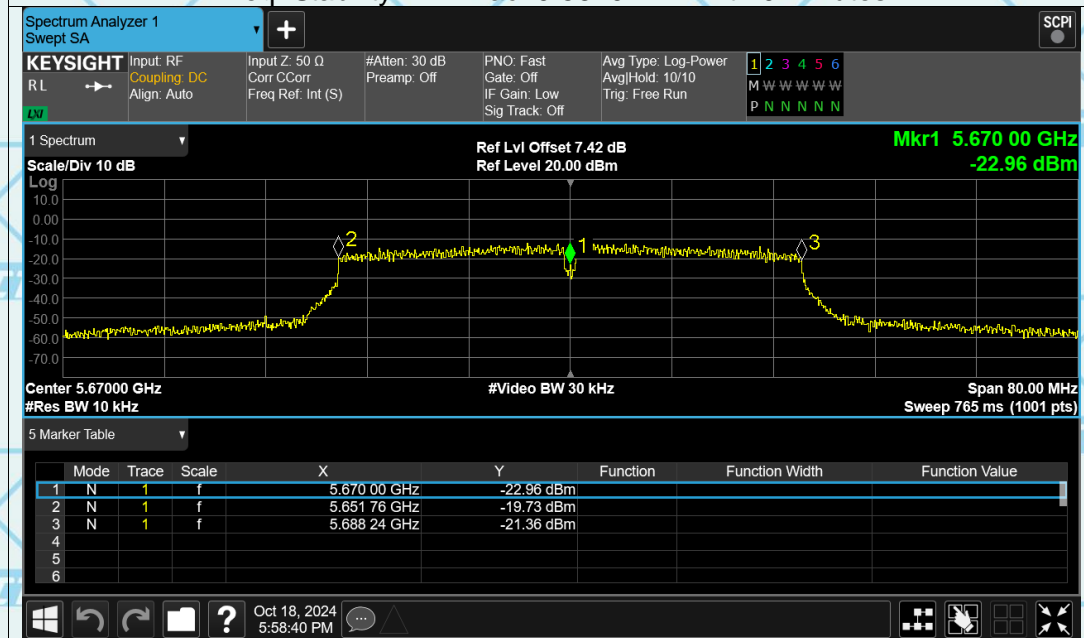 Spectrum Analyzer 1
Swept SA
+
SCPI
KEYSIGHT
RL
LXI
Input: RF
Coupling: DC
Align: Auto
Input Z: 50 Ω
Corr CCorr
Freq Ref: Int (S)
#Atten: 30 dB
Preamp: Off
PNO: Fast
Gate: Off
IF Gain: Low
Sig Track: Off
Avg Type: Log-Power
Avg|Hold: 10/10
Trig: Free Run
1 2 3 4 5 6
M W W W W W
P N N N N N
1 Spectrum
Scale/Div 10 dB
Ref Lvl Offset 7.42 dB
Ref Level 20.00 dBm
Mkr1 5.670 00 GHz
-22.96 dBm
Log
10.0
0.00
-10.0
-20.0
-30.0
-40.0
-50.0
-60.0
-70.0
2
1
3
Center 5.67000 GHz
#Res BW 10 kHz
#Video BW 30 kHz
Span 80.00 MHz
Sweep 765 ms (1001 pts)
5 Marker Table
Mode Trace Scale X Y Function Function Width Function Value
1 N 1 f 5.670 00 GHz -22.96 dBm
2 N 1 f 5.651 76 GHz -19.73 dBm
3 N 1 f 5.688 24 GHz -21.36 dBm
4
5
6
?
Oct 18, 2024
5:58:40 PM